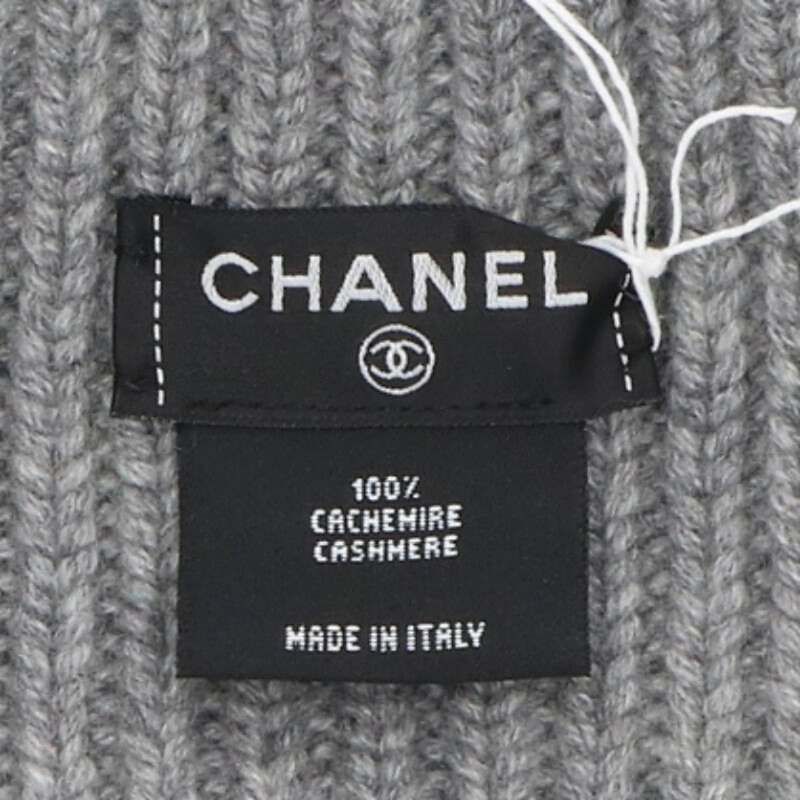 CHANEL
100%
CACHEMIRE
CASHMERE
MADE IN ITALY